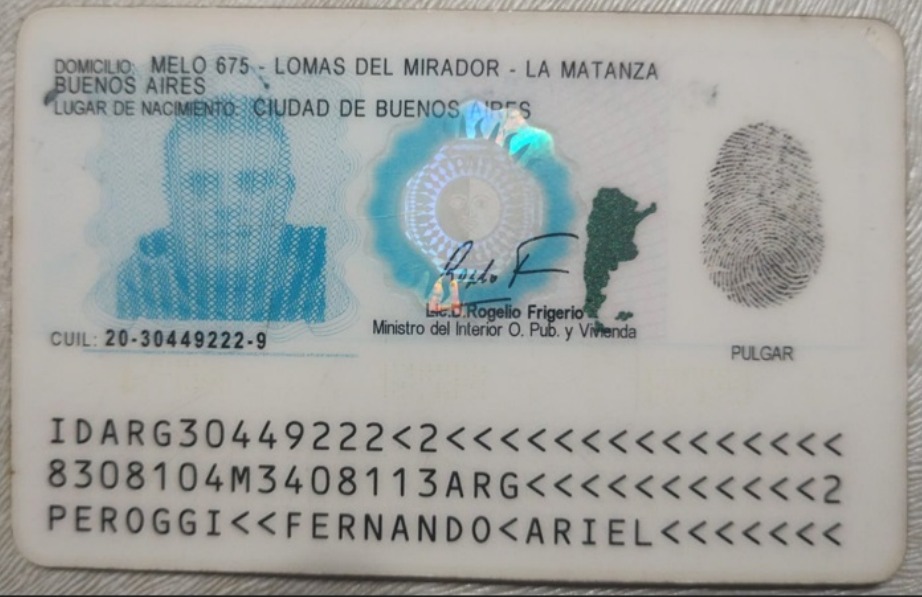 DOMICILIO: MELO 675 - LOMAS DEL MIRADOR - LA MATANZA
BUENOS AIRES
LUGAR DE NACIMIENTO: CIUDAD DE BUENOS AIRES
Lic.D.Rogelio Frigerio
Ministro del Interior O. Pub. y Vivienda
CUIL: 20-30449222-9
PULGAR
IDARG30449222<2<<<<<<<<<<<<<<<
8308104M3408113ARG<<<<<<<<<<<2
PEROGGI<<FERNANDO<ARIEL<<<<<<<